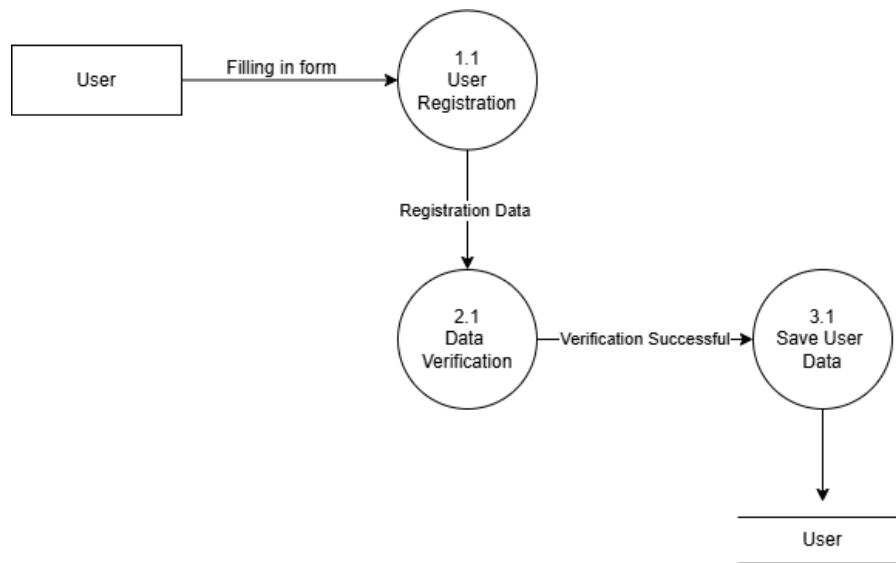 User
Filling in form
1.1
User
Registration
Registration Data
2.1
Data
Verification
Verification Successful
3.1
Save User
Data
User